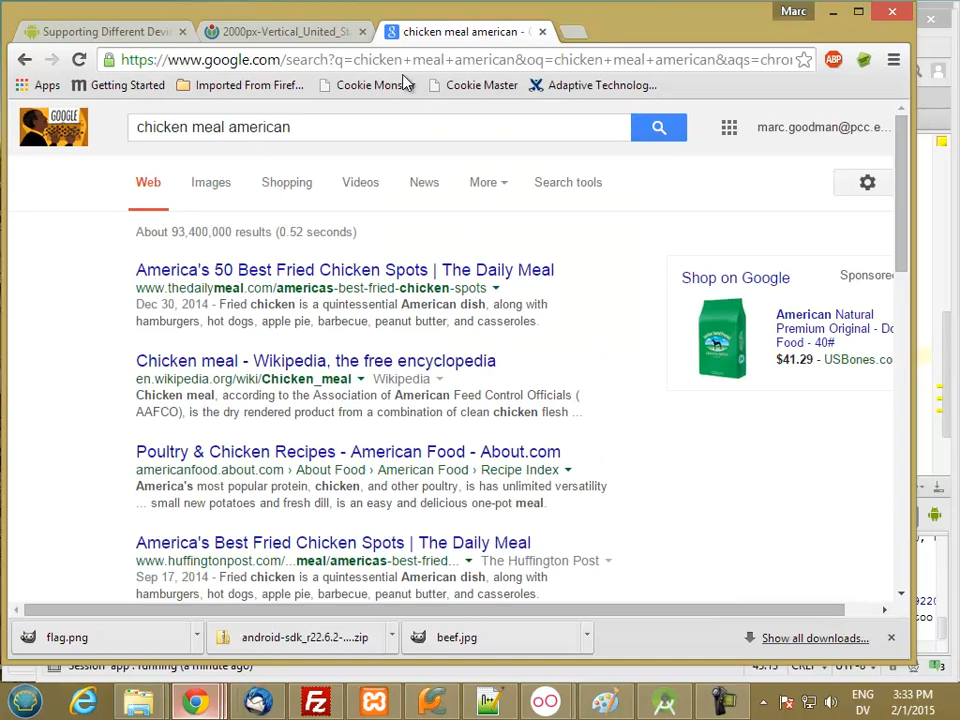 Marc
Supporting Different Devi
2000px-Vertical_United_St
chicken meal american -
https://www.google.com/search?q=chicken+meal+american&oq=chicken+meal+american&aqs=chro
ABP
Apps
Getting Started
Imported From Firef...
Cookie Monster
Cookie Master
Adaptive Technolog...
GOOGLE
chicken meal american
marc.goodman@pcc.e...
Web
Images
Shopping
Videos
News
More
Search tools
About 93,400,000 results (0.52 seconds)
America's 50 Best Fried Chicken Spots | The Daily Meal
www.thedailymeal.com/americas-best-fried-chicken-spots
Dec 30, 2014 - Fried chicken is a quintessential American dish, along with
hamburgers, hot dogs, apple pie, barbecue, peanut butter, and casseroles.
Chicken meal - Wikipedia, the free encyclopedia
en.wikipedia.org/wiki/Chicken_meal Wikipedia
Chicken meal, according to the Association of American Feed Control Officials (
AAFCO), is the dry rendered product from a combination of clean chicken flesh ...
Poultry & Chicken Recipes - American Food - About.com
americanfood.about.com › About Food › American Food › Recipe Index
America's most popular protein, chicken, and other poultry, is has unlimited versatility
... small new potatoes and fresh dill, is an easy and delicious one-pot meal.
America's Best Fried Chicken Spots | The Daily Meal
www.huffingtonpost.com/...meal/americas-best-fried... The Huffington Post
Sep 17, 2014 - Fried chicken is a quintessential American dish, along with
hamburgers, hot dogs, apple pie, barbecue, peanut butter, and casseroles.
Shop on Google
Sponsore
American Natural
Premium Original - Do
Food - 40#
$41.29 - USBones.co
flag.png
android-sdk_r22.6.2-....zip
beef.jpg
Show all downloads...
Session 'app': running (a minute ago)
ENG
DV
3:33 PM
2/1/2015